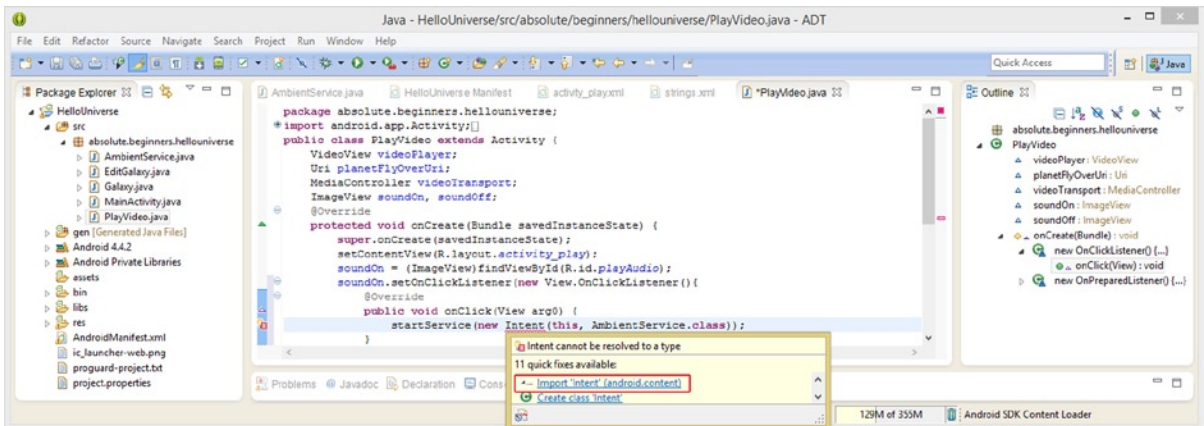 Java - HelloUniverse/src/absolute/beginners/hellouniverse/PlayVideo.java - ADT
File Edit Refactor Source Navigate Search Project Run Window Help
Quick Access
Java
Package Explorer
HelloUniverse
src
absolute.beginners.hellouniverse
AmbientService.java
EditGalaxy.java
Galaxy.java
MainActivity.java
PlayVideo.java
gen [Generated Java Files]
Android 4.4.2
Android Private Libraries
assets
bin
libs
res
AndroidManifest.xml
ic_launcher-web.png
proguard-project.txt
project.properties
AmbientService.java HelloUniverse Manifest activity_play.xml strings.xml *PlayVideo.java
package absolute.beginners.hellouniverse;
import android.app.Activity;
public class PlayVideo extends Activity {
VideoView videoPlayer;
Uri planetFlyOverUri;
MediaController videoTransport;
ImageView soundOn, soundOff;
@Override
protected void onCreate(Bundle savedInstanceState) {
super.onCreate(savedInstanceState);
setContentView(R.layout.activity_play);
soundOn = (ImageView)findViewById(R.id.playAudio);
soundOn.setOnClickListener(new View.OnClickListener(){
@Override
public void onClick(View arg0) {
startService(new Intent(this, AmbientService.class));
}
Intent cannot be resolved to a type
11 quick fixes available:
Import 'Intent' (android.content)
Create class 'Intent'
Problems Javadoc Declaration Cons
Outline
absolute.beginners.hellouniverse
PlayVideo
videoPlayer : VideoView
planetFlyOverUri : Uri
videoTransport : MediaController
soundOn : ImageView
soundOff : ImageView
onCreate(Bundle) : void
new OnClickListener() {...}
onClick(View) : void
new OnPreparedListener() {...}
129M of 355M
Android SDK Content Loader